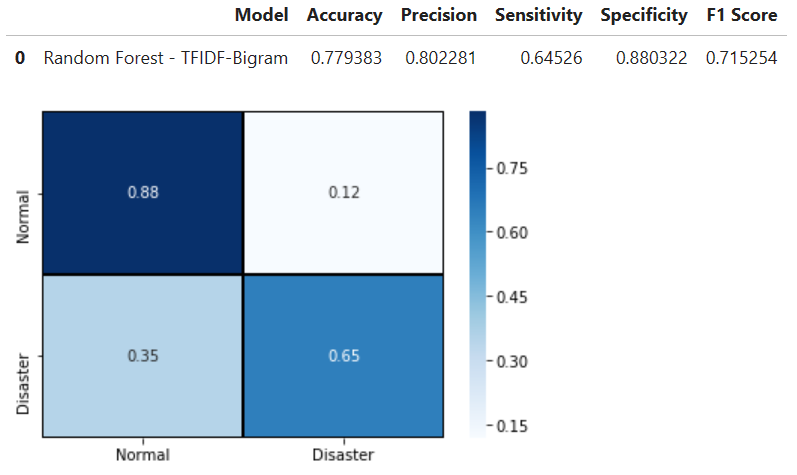 Model Accuracy Precision Sensitivity Specificity F1 Score
0 Random Forest - TFIDF-Bigram 0.779383 0.802281 0.64526 0.880322 0.715254
Normal 0.88 0.12
Disaster 0.35 0.65
Normal Disaster
0.75
0.60
0.45
0.30
0.15